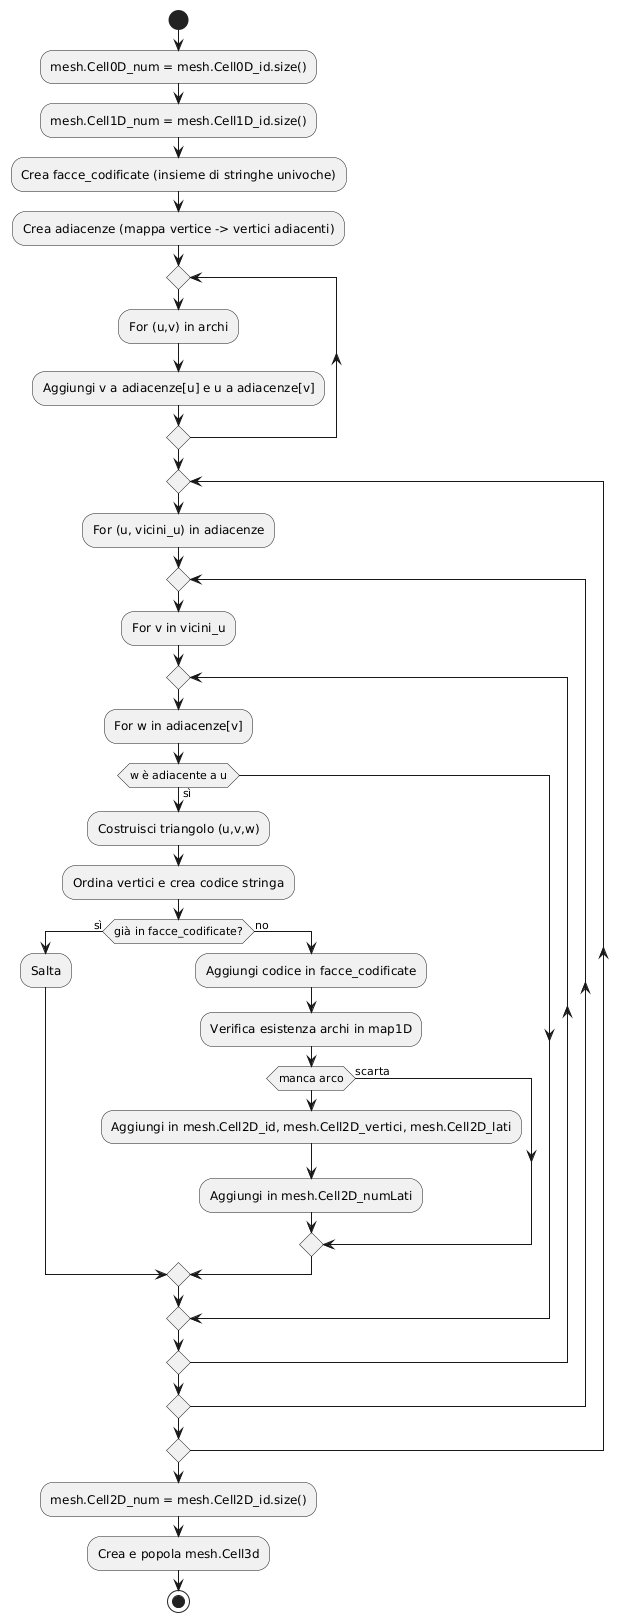 mesh.Cell0D_num = mesh.Cell0D_id.size()
mesh.Cell1D_num = mesh.Cell1D_id.size()
Crea facce_codificate (insieme di stringhe univoche)
Crea adiacenze (mappa vertice -> vertici adiacenti)
For (u,v) in archi
Aggiungi v a adiacenze[u] e u a adiacenze[v]
For (u, vicini_u) in adiacenze
For v in vicini_u
For w in adiacenze[v]
w è adiacente a u
sì
Costruisci triangolo (u,v,w)
Ordina vertici e crea codice stringa
sì
già in facce_codificate?
no
Salta
Aggiungi codice in facce_codificate
Verifica esistenza archi in map1D
manca arco
scarta
Aggiungi in mesh.Cell2D_id, mesh.Cell2D_vertici, mesh.Cell2D_lati
Aggiungi in mesh.Cell2D_numLati
mesh.Cell2D_num = mesh.Cell2D_id.size()
Crea e popola mesh.Cell3d